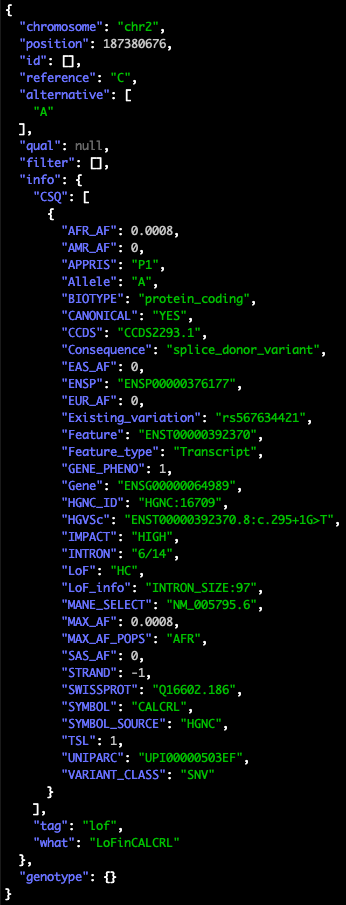 {
  "chromosome": "chr2",
  "position": 187380676,
  "id": [],
  "reference": "C",
  "alternative": [
    "A"
  ],
  "qual": null,
  "filter": [],
  "info": {
    "CSQ": [
      {
        "AFR_AF": 0.0008,
        "AMR_AF": 0,
        "APPRIS": "P1",
        "Allele": "A",
        "BIOTYPE": "protein_coding",
        "CANONICAL": "YES",
        "CCDS": "CCDS2293.1",
        "Consequence": "splice_donor_variant",
        "EAS_AF": 0,
        "ENSP": "ENSP00000376177",
        "EUR_AF": 0,
        "Existing_variation": "rs567634421",
        "Feature": "ENST00000392370",
        "Feature_type": "Transcript",
        "GENE_PHENO": 1,
        "Gene": "ENSG00000064989",
        "HGNC_ID": "HGNC:16709",
        "HGVSc": "ENST00000392370.8:c.295+1G>T",
        "IMPACT": "HIGH",
        "INTRON": "6/14",
        "LoF": "HC",
        "LoF_info": "INTRON_SIZE:97",
        "MANE_SELECT": "NM_005795.6",
        "MAX_AF": 0.0008,
        "MAX_AF_POPS": "AFR",
        "SAS_AF": 0,
        "STRAND": -1,
        "SWISSPROT": "Q16602.186",
        "SYMBOL": "CALCRL",
        "SYMBOL_SOURCE": "HGNC",
        "TSL": 1,
        "UNIPARC": "UPI00000503EF",
        "VARIANT_CLASS": "SNV"
      }
    ],
    "tag": "lof",
    "what": "LoFinCALCRL"
  },
  "genotype": {}
}